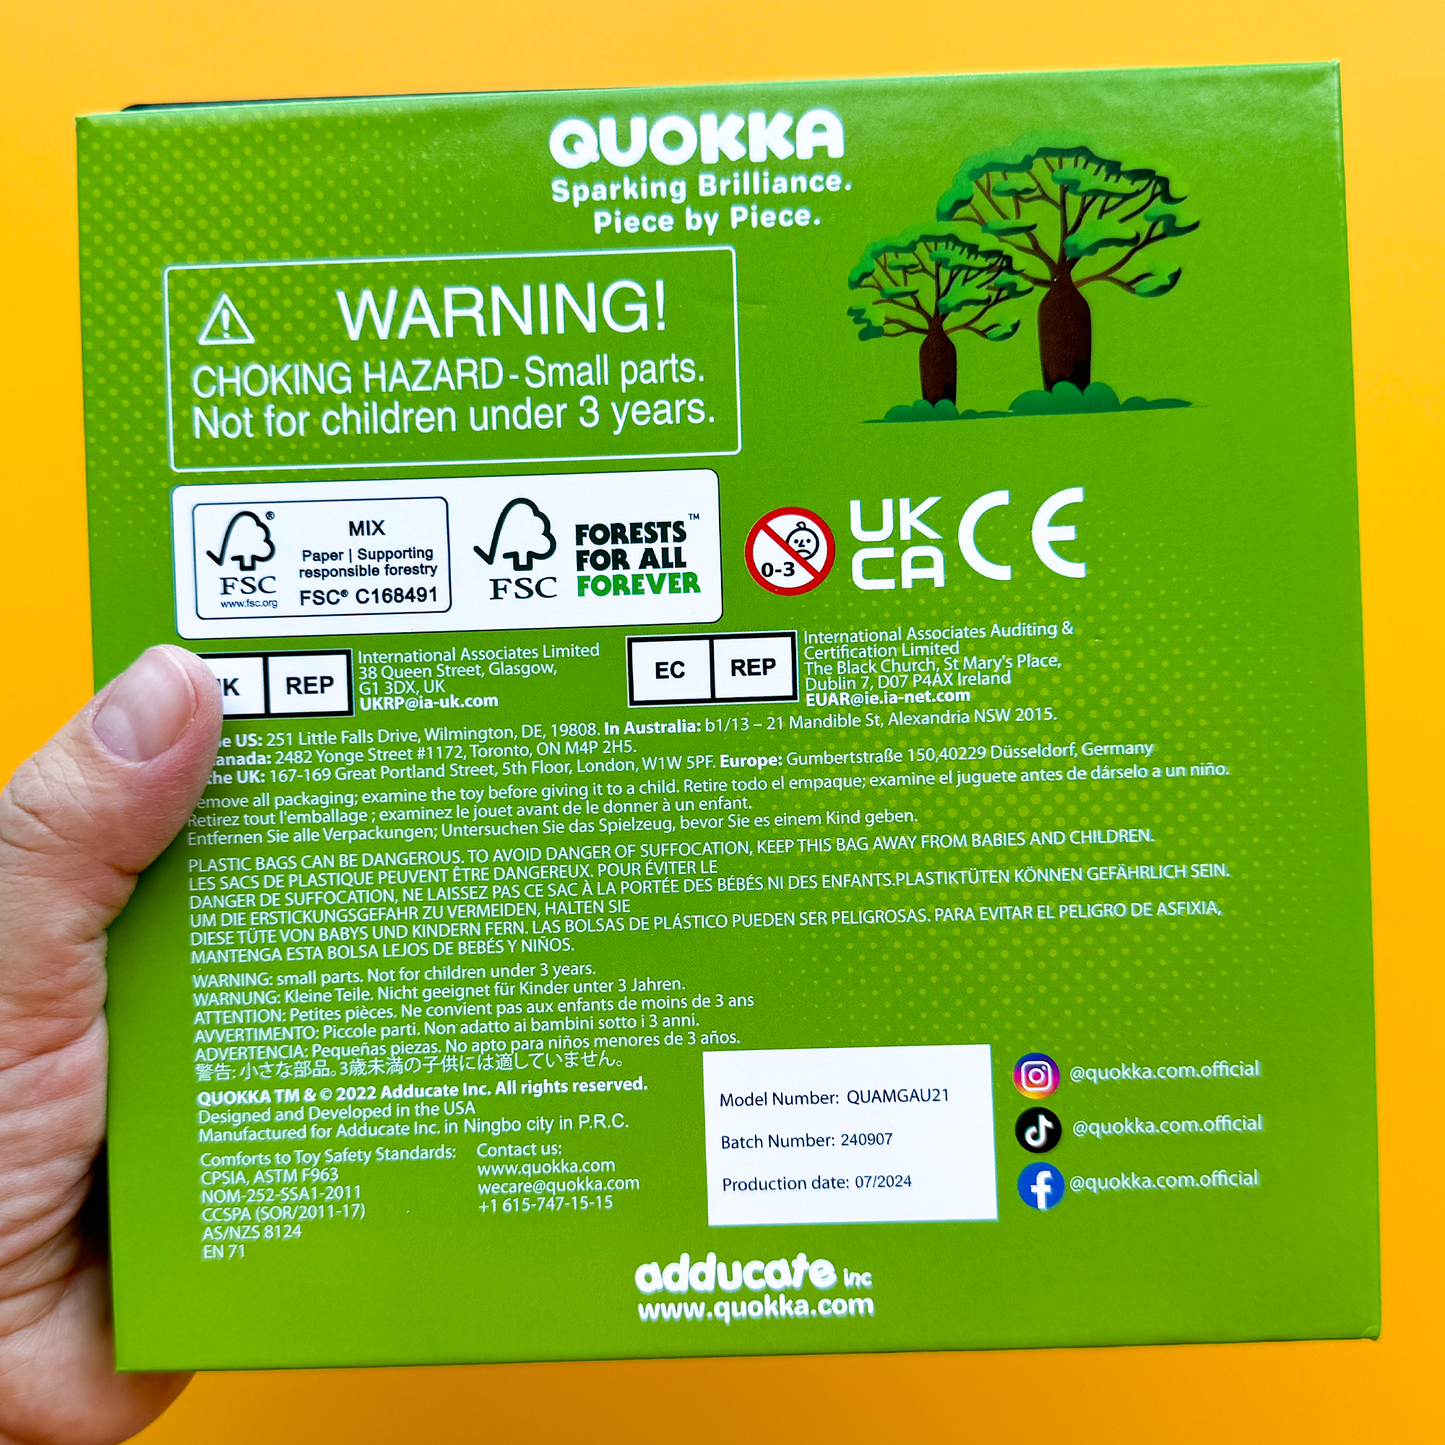 QUOKKA
Sparking Brilliance.
Piece by Piece.
WARNING!
CHOKING HAZARD - Small parts.
Not for children under 3 years.
FSC®
www.fsc.org
MIX
Paper | Supporting
responsible forestry
FSC® C168491
FSC
FORESTS™
FOR ALL
FOREVER
0-3
UK
CA
CE
REP
International Associates Limited
38 Queen Street, Glasgow,
G1 3DX, UK
UKRP@ia-uk.com
EC REP
International Associates Auditing &
Certification Limited
The Black Church, St Mary's Place,
Dublin 7, D07 P4AX Ireland
EUAR@ie.ia-net.com
US: 251 Little Falls Drive, Wilmington, DE, 19808. In Australia: b1/13 – 21 Mandible St, Alexandria NSW 2015.
anada: 2482 Yonge Street #1172, Toronto, ON M4P 2H5.
the UK: 167-169 Great Portland Street, 5th Floor, London, W1W 5PF. Europe: Gumbertstraße 150,40229 Düsseldorf, Germany
emove all packaging; examine the toy before giving it to a child. Retire todo el empaque; examine el juguete antes de dárselo a un niño.
Retirez tout l'emballage ; examinez le jouet avant de le donner à un enfant.
Entfernen Sie alle Verpackungen; Untersuchen Sie das Spielzeug, bevor Sie es einem Kind geben.
PLASTIC BAGS CAN BE DANGEROUS. TO AVOID DANGER OF SUFFOCATION, KEEP THIS BAG AWAY FROM BABIES AND CHILDREN.
LES SACS DE PLASTIQUE PEUVENT ÊTRE DANGEREUX. POUR ÉVITER LE
DANGER DE SUFFOCATION, NE LAISSEZ PAS CE SAC À LA PORTÉE DES BÉBÉS NI DES ENFANTS.PLASTIKTÜTEN KÖNNEN GEFÄHRLICH SEIN.
UM DIE ERSTICKUNGSGEFAHR ZU VERMEIDEN, HALTEN SIE
DIESE TÜTE VON BABYS UND KINDERN FERN. LAS BOLSAS DE PLÁSTICO PUEDEN SER PELIGROSAS. PARA EVITAR EL PELIGRO DE ASFIXIA,
MANTENGA ESTA BOLSA LEJOS DE BEBÉS Y NIÑOS.
WARNING: small parts. Not for children under 3 years.
WARNUNG: Kleine Teile. Nicht geeignet für Kinder unter 3 Jahren.
ATTENTION: Petites pièces. Ne convient pas aux enfants de moins de 3 ans
AVVERTIMENTO: Piccole parti. Non adatto ai bambini sotto i 3 anni.
ADVERTENCIA: Pequeñas piezas. No apto para niños menores de 3 años.
警告: 小さな部品。3歳未満の子供には適していません。
QUOKKA TM & © 2022 Adducate Inc. All rights reserved.
Designed and Developed in the USA
Manufactured for Adducate Inc. in Ningbo city in P.R.C.
Comforts to Toy Safety Standards:
CPSIA, ASTM F963
NOM-252-SSA1-2011
CCSPA (SOR/2011-17)
AS/NZS 8124
EN 71
Contact us:
www.quokka.com
wecare@quokka.com
+1 615-747-15-15
Model Number: QUAMGAU21
Batch Number: 240907
Production date: 07/2024
@quokka.com.official
@quokka.com.official
@quokka.com.official
adducate inc
www.quokka.com